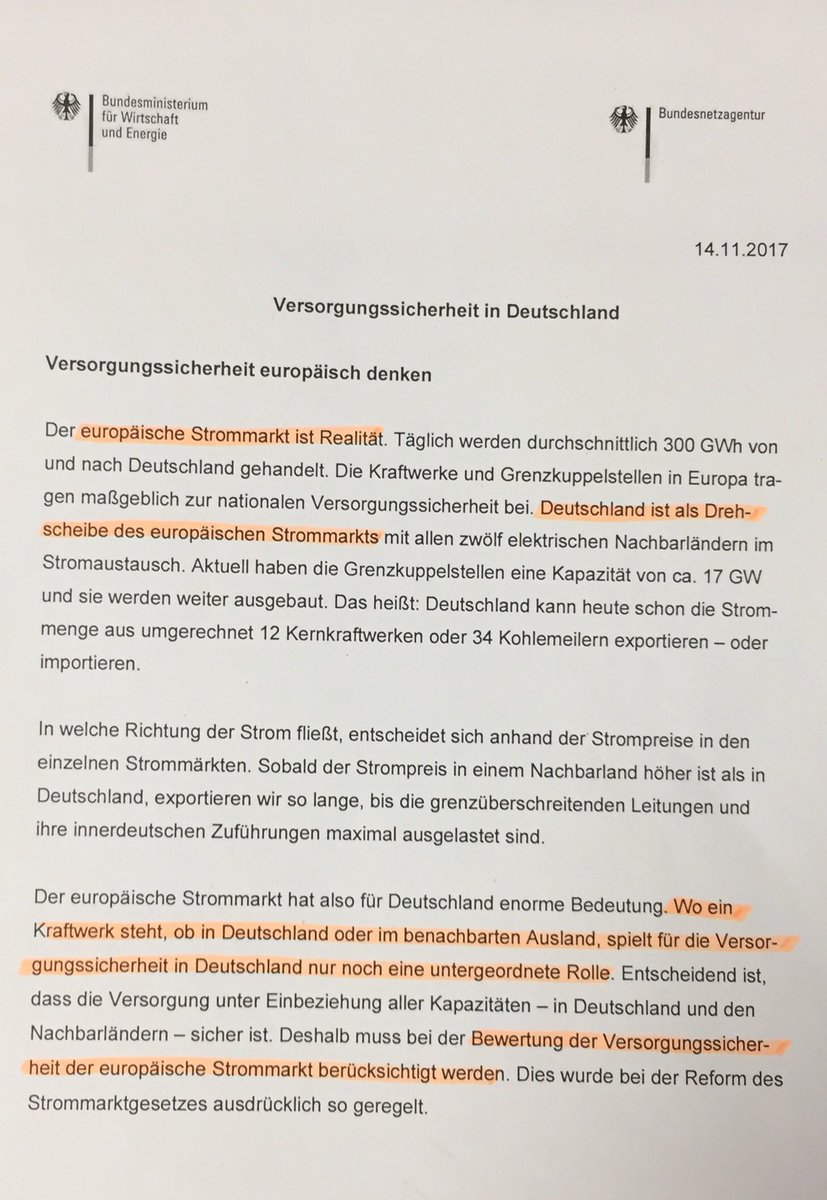 Bundesministerium
für Wirtschaft
und Energie
Bundesnetzagentur
14.11.2017
Versorgungssicherheit in Deutschland
Versorgungssicherheit europäisch denken
Der europäische Strommarkt ist Realität. Täglich werden durchschnittlich 300 GWh von
und nach Deutschland gehandelt. Die Kraftwerke und Grenzkuppelstellen in Europa tra-
gen maßgeblich zur nationalen Versorgungssicherheit bei. Deutschland ist als Dreh-
scheibe des europäischen Strommarkts mit allen zwölf elektrischen Nachbarländern im
Stromaustausch. Aktuell haben die Grenzkuppelstellen eine Kapazität von ca. 17 GW
und sie werden weiter ausgebaut. Das heißt: Deutschland kann heute schon die Strom-
menge aus umgerechnet 12 Kernkraftwerken oder 34 Kohlemeilern exportieren – oder
importieren.
In welche Richtung der Strom fließt, entscheidet sich anhand der Strompreise in den
einzelnen Strommärkten. Sobald der Strompreis in einem Nachbarland höher ist als in
Deutschland, exportieren wir so lange, bis die grenzüberschreitenden Leitungen und
ihre innerdeutschen Zuführungen maximal ausgelastet sind.
Der europäische Strommarkt hat also für Deutschland enorme Bedeutung. Wo ein
Kraftwerk steht, ob in Deutschland oder im benachbarten Ausland, spielt für die Versor-
gungssicherheit in Deutschland nur noch eine untergeordnete Rolle. Entscheidend ist,
dass die Versorgung unter Einbeziehung aller Kapazitäten – in Deutschland und den
Nachbarländern – sicher ist. Deshalb muss bei der Bewertung der Versorgungssicher-
heit der europäische Strommarkt berücksichtigt werden. Dies wurde bei der Reform des
Strommarktgesetzes ausdrücklich so geregelt.